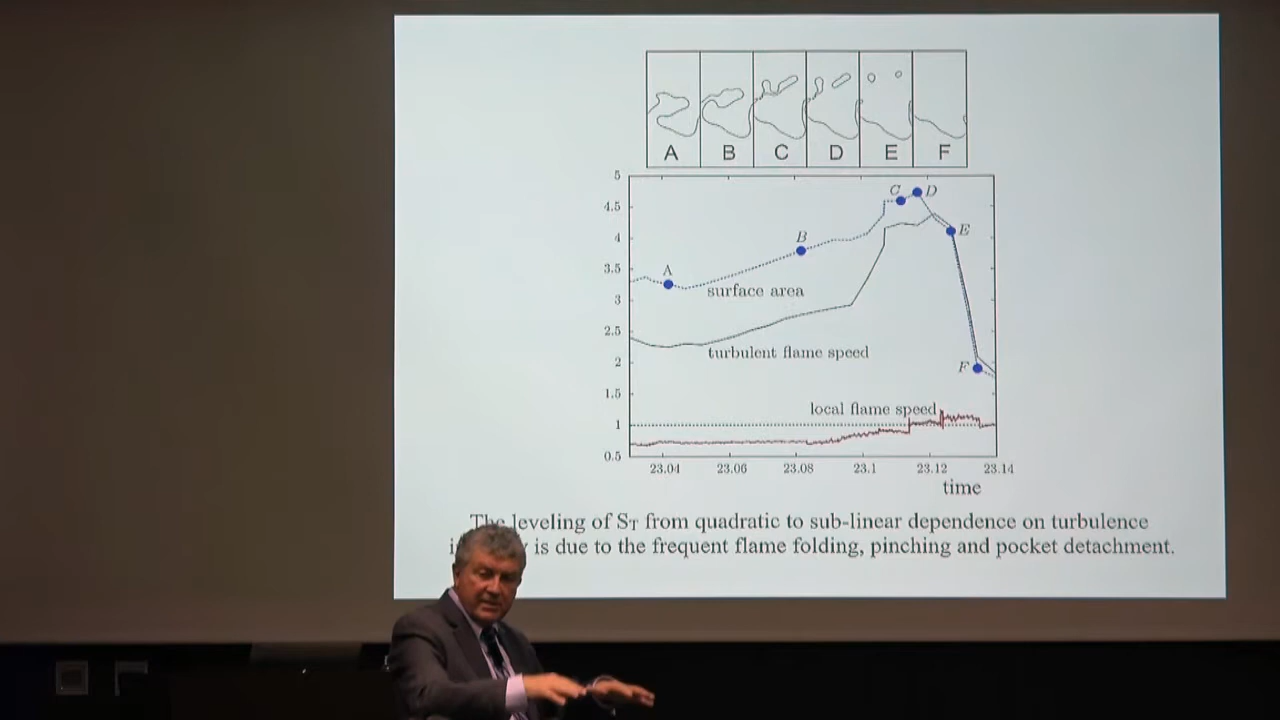 A B C D E F
5
4.5
4
3.5
3
2.5
2
1.5
1
0.5
A
B
C
D
E
F
surface area
turbulent flame speed
local flame speed
23.04 23.06 23.08 23.1 23.12 23.14
time
The leveling of ST from quadratic to sub-linear dependence on turbulence
is due to the frequent flame folding, pinching and pocket detachment.